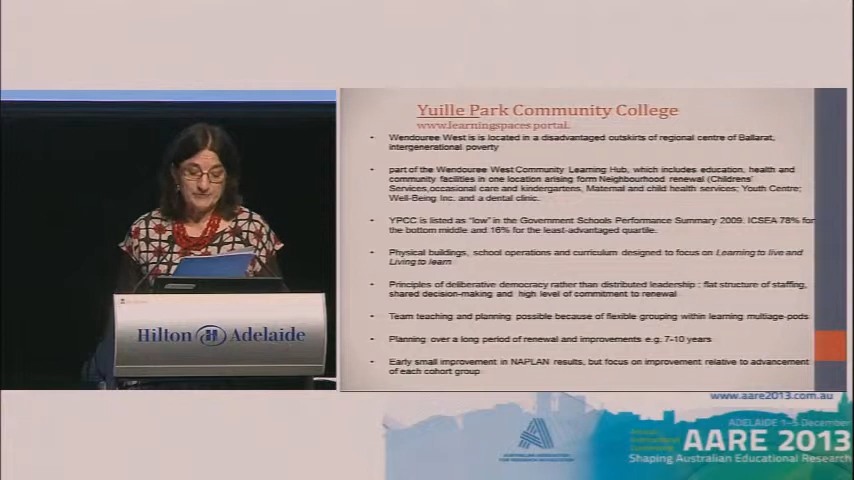 Yuille Park Community College
www.learningspaces portal.
• Wendouree West is is located in a disadvantaged outskirts of regional centre of Ballarat,
intergenerational poverty
• part of the Wendouree West Community Learning Hub, which includes education, health and
community facilities in one location arising form Neighbourhood renewal (Childrens'
Services,occasional care and kindergartens, Maternal and child health services; Youth Centre;
Well-Being Inc. and a dental clinic.
• YPCC is listed as "low" in the Government Schools Performance Summary 2009. ICSEA 78% for
the bottom middle and 16% for the least-advantaged quartile.
• Physical buildings, school operations and curriculum designed to focus on Learning to live and
Living to learn
• Principles of deliberative democracy rather than distributed leadership : flat structure of staffing,
shared decision-making and high level of commitment to renewal
• Team teaching and planning possible because of flexible grouping within learning multiage-pods
• Planning over a long period of renewal and improvements e.g. 7-10 years
• Early small improvement in NAPLAN results, but focus on improvement relative to advancement
of each cohort group
Hilton Adelaide
www.aare2013.com.au
ADELAIDE 1-5 December
AARE 2013
Shaping Australian Educational Research